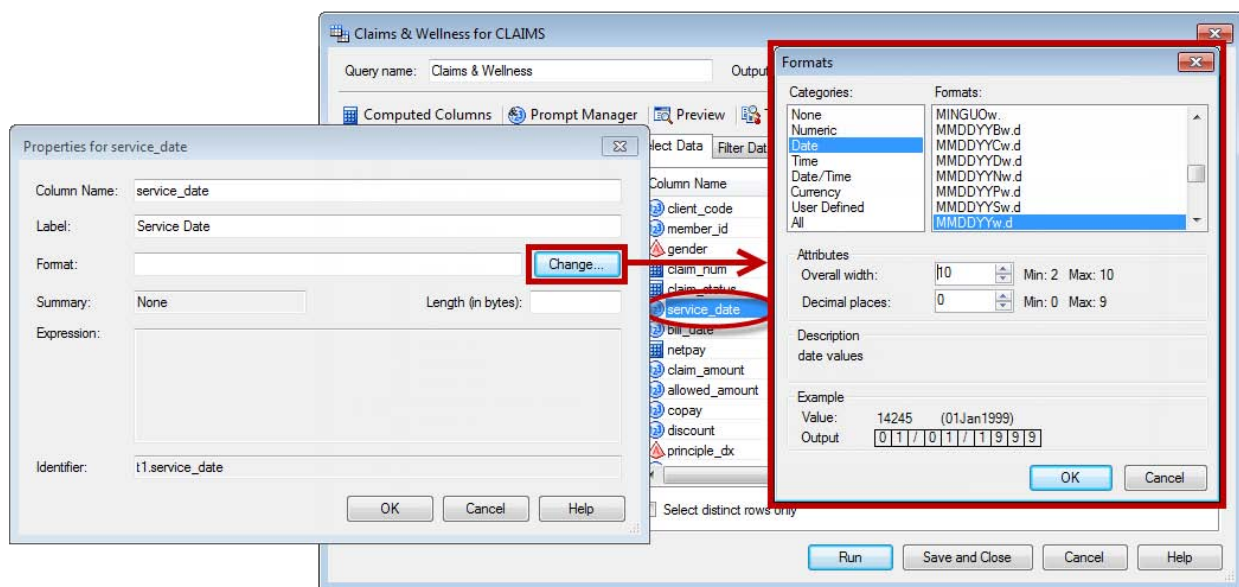 Claims & Wellness for CLAIMS
Query name: Claims & Wellness Output
Computed Columns Prompt Manager Preview
Select Data Filter Dat
Column Name
client_code
member_id
gender
claim_num
claim_status
service_date
bill_date
netpay
claim_amount
allowed_amount
copay
discount
principle_dx
Select distinct rows only
Run Save and Close Cancel Help
Properties for service_date
Column Name: service_date
Label: Service Date
Format: Change...
Summary: None Length (in bytes):
Expression:
Identifier: t1.service_date
OK Cancel Help
Formats
Categories: Formats:
None
Numeric
Date
Time
Date/Time
Currency
User Defined
All
MINGUOw.
MMDDYYBw.d
MMDDYYCw.d
MMDDYYDw.d
MMDDYYNw.d
MMDDYYPw.d
MMDDYYSw.d
MMDDYYw.d
Attributes
Overall width: 10 Min: 2 Max: 10
Decimal places: 0 Min: 0 Max: 9
Description
date values
Example
Value: 14245 (01Jan1999)
Output 01/01/1999
OK Cancel